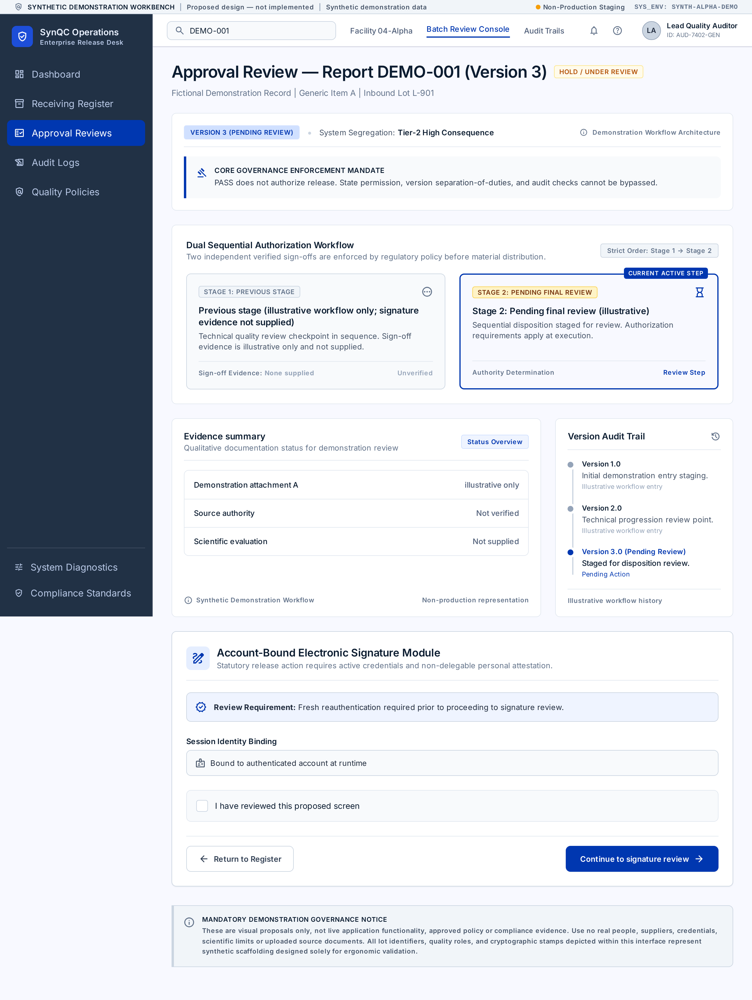 SYNTHETIC DEMONSTRATION WORKBENCH | Proposed design — not implemented | Synthetic demonstration data
Non-Production Staging SYS_ENV: SYNTH-ALPHA-DEMO
SynQC Operations
Enterprise Release Desk
Dashboard
Receiving Register
Approval Reviews
Audit Logs
Quality Policies
System Diagnostics
Compliance Standards
DEMO-001
Facility 04-Alpha
Batch Review Console
Audit Trails
LA
Lead Quality Auditor
ID: AUD-7402-GEN
Approval Review — Report DEMO-001 (Version 3)
HOLD / UNDER REVIEW
Fictional Demonstration Record | Generic Item A | Inbound Lot L-901
VERSION 3 (PENDING REVIEW)
System Segregation: Tier-2 High Consequence
Demonstration Workflow Architecture
CORE GOVERNANCE ENFORCEMENT MANDATE
PASS does not authorize release. State permission, version separation-of-duties, and audit checks cannot be bypassed.
Dual Sequential Authorization Workflow
Two independent verified sign-offs are enforced by regulatory policy before material distribution.
Strict Order: Stage 1 → Stage 2
STAGE 1: PREVIOUS STAGE
Previous stage (illustrative workflow only; signature
evidence not supplied)
Technical quality review checkpoint in sequence. Sign-off
evidence is illustrative only and not supplied.
Sign-off Evidence: None supplied
Unverified
CURRENT ACTIVE STEP
STAGE 2: PENDING FINAL REVIEW
Stage 2: Pending final review (illustrative)
Sequential disposition staged for review. Authorization
requirements apply at execution.
Authority Determination
Review Step
Evidence summary
Qualitative documentation status for demonstration review
Status Overview
Demonstration attachment A
illustrative only
Source authority
Not verified
Scientific evaluation
Not supplied
Synthetic Demonstration Workflow
Non-production representation
Version Audit Trail
Version 1.0
Initial demonstration entry staging.
Illustrative workflow entry
Version 2.0
Technical progression review point.
Illustrative workflow entry
Version 3.0 (Pending Review)
Staged for disposition review.
Pending Action
Illustrative workflow history
Account-Bound Electronic Signature Module
Statutory release action requires active credentials and non-delegable personal attestation.
Review Requirement: Fresh reauthentication required prior to proceeding to signature review.
Session Identity Binding
Bound to authenticated account at runtime
I have reviewed this proposed screen
Return to Register
Continue to signature review
MANDATORY DEMONSTRATION GOVERNANCE NOTICE
These are visual proposals only, not live application functionality, approved policy or compliance evidence. Use no real people, suppliers, credentials,
scientific limits or uploaded source documents. All lot identifiers, quality roles, and cryptographic stamps depicted within this interface represent
synthetic scaffolding designed solely for ergonomic validation.